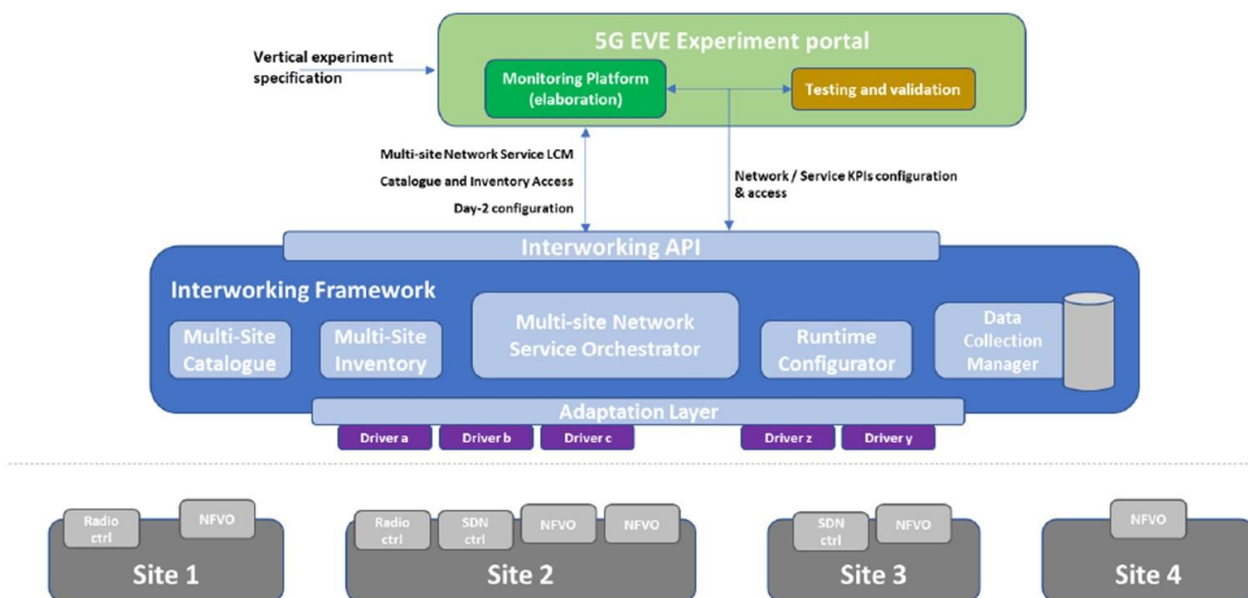 5G EVE Experiment portal
Vertical experiment
specification
Monitoring Platform
(elaboration)
Testing and validation
Multi-site Network Service LCM
Catalogue and Inventory Access
Day-2 configuration
Network / Service KPIs configuration
& access
Interworking API
Interworking Framework
Multi-Site
Catalogue
Multi-Site
Inventory
Multi-site Network
Service Orchestrator
Runtime
Configurator
Data
Collection
Manager
Adaptation Layer
Driver a
Driver b
Driver c
Driver z
Driver y
Radio
ctrl
NFVO
Site 1
Radio
ctrl
SDN
ctrl
NFVO
NFVO
Site 2
SDN
ctrl
NFVO
Site 3
NFVO
Site 4